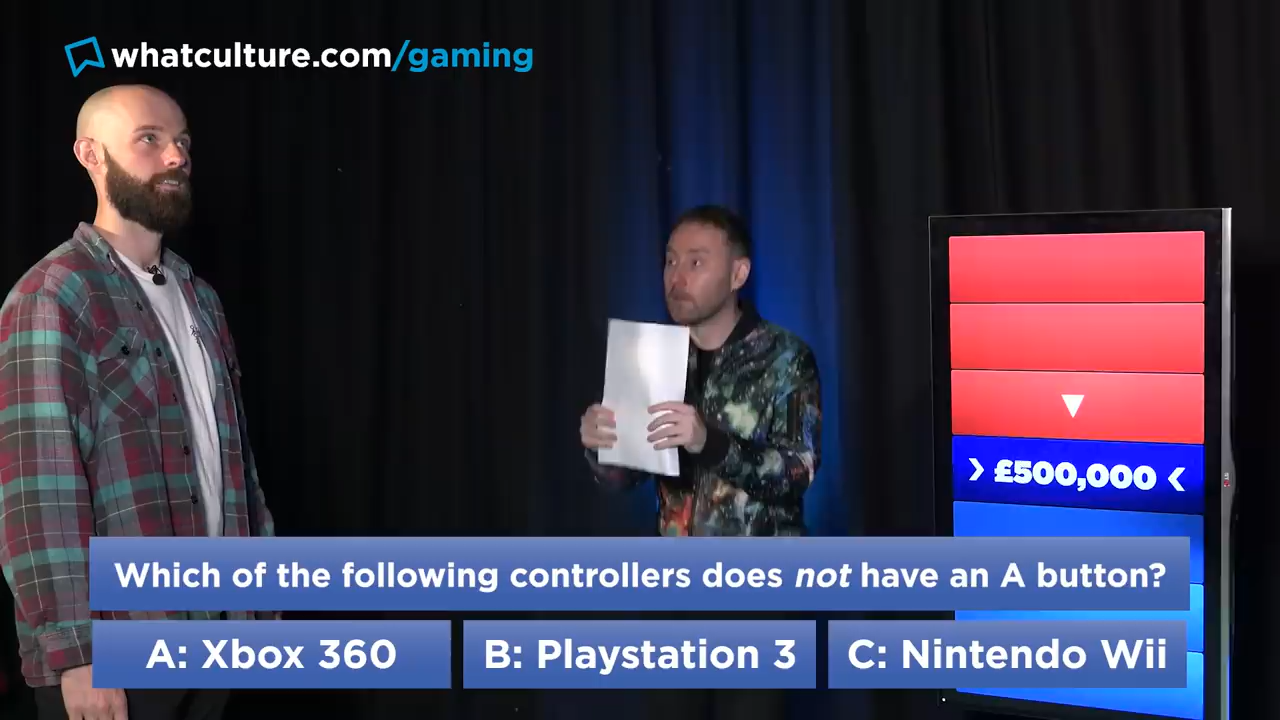 whatculture.com/gaming
£500,000
Which of the following controllers does not have an A button?
A: Xbox 360
B: Playstation 3
C: Nintendo Wii